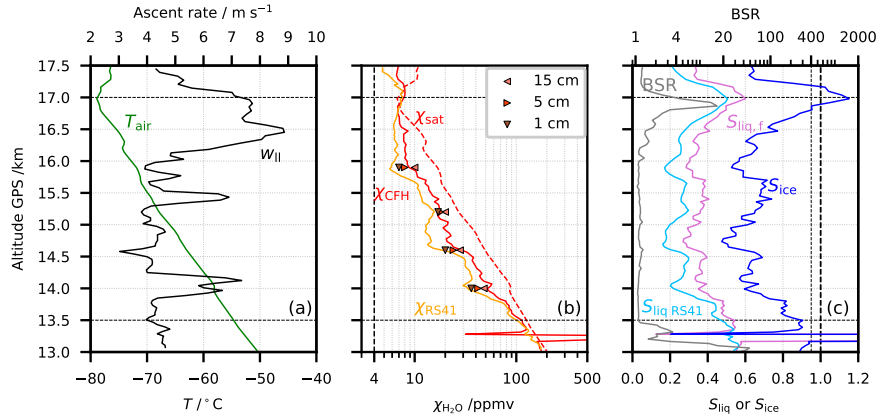 Ascent rate / m s⁻¹
BSR
2 3 4 5 6 7 8 9 10
1 4 10 40 100 400 2000
17.5
17.0
16.5
16.0
15.5
15.0
14.5
14.0
13.5
13.0
Altitude GPS /km
T_air
w_ll
(a)
−80 −70 −60 −50 −40
T / °C
15 cm
5 cm
1 cm
χ_sat
χ_CFH
χ_RS41
(b)
4 10 100 500
χ_H₂O /ppmv
BSR
S_liq, f
S_ice
S_liq RS41
(c)
0.0 0.2 0.4 0.6 0.8 1.0 1.2
S_liq or S_ice